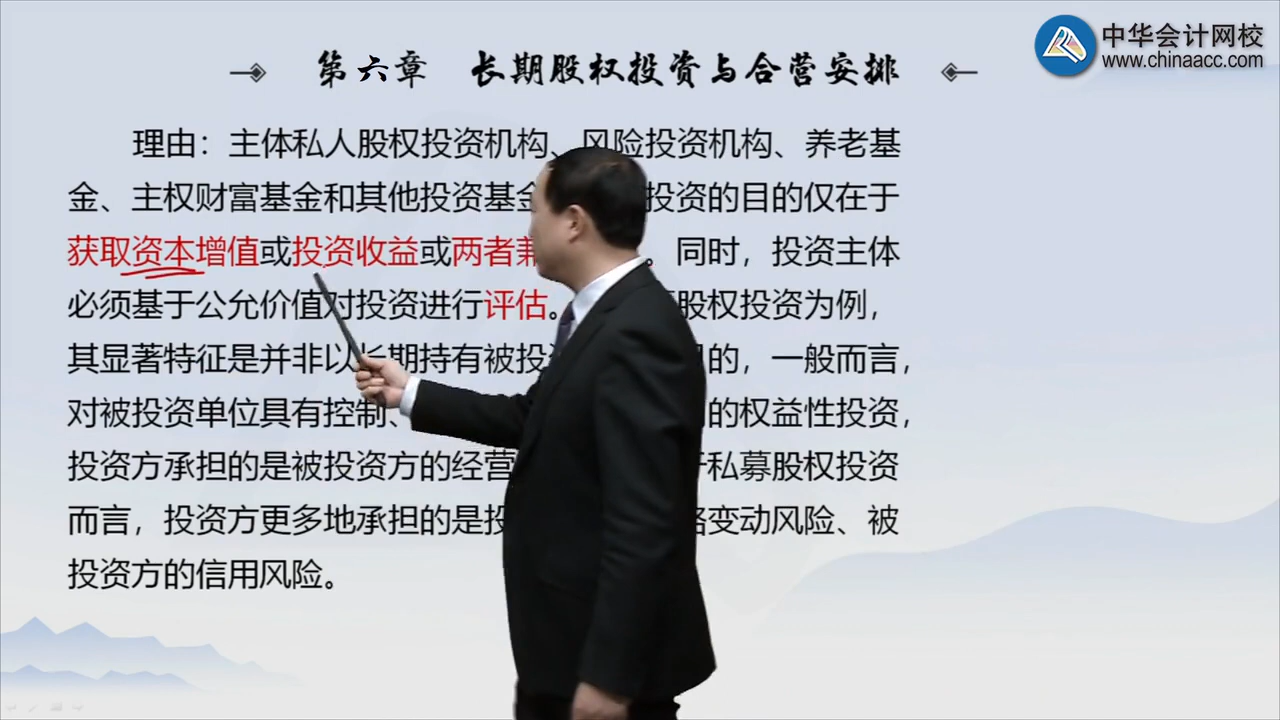 中华会计网校
www.chinaacc.com
第六章 长期股权投资与合营安排
理由：主体私人股权投资机构、风险投资机构、养老基
金、主权财富基金和其他投资基金 投资的目的仅在于
获取资本增值或投资收益或两者兼 。同时，投资主体
必须基于公允价值对投资进行评估。 股权投资为例，
其显著特征是并非以长期持有被投资 的，一般而言，
对被投资单位具有控制、 的权益性投资，
投资方承担的是被投资方的经营 私募股权投资
而言，投资方更多地承担的是投 变动风险、被
投资方的信用风险。